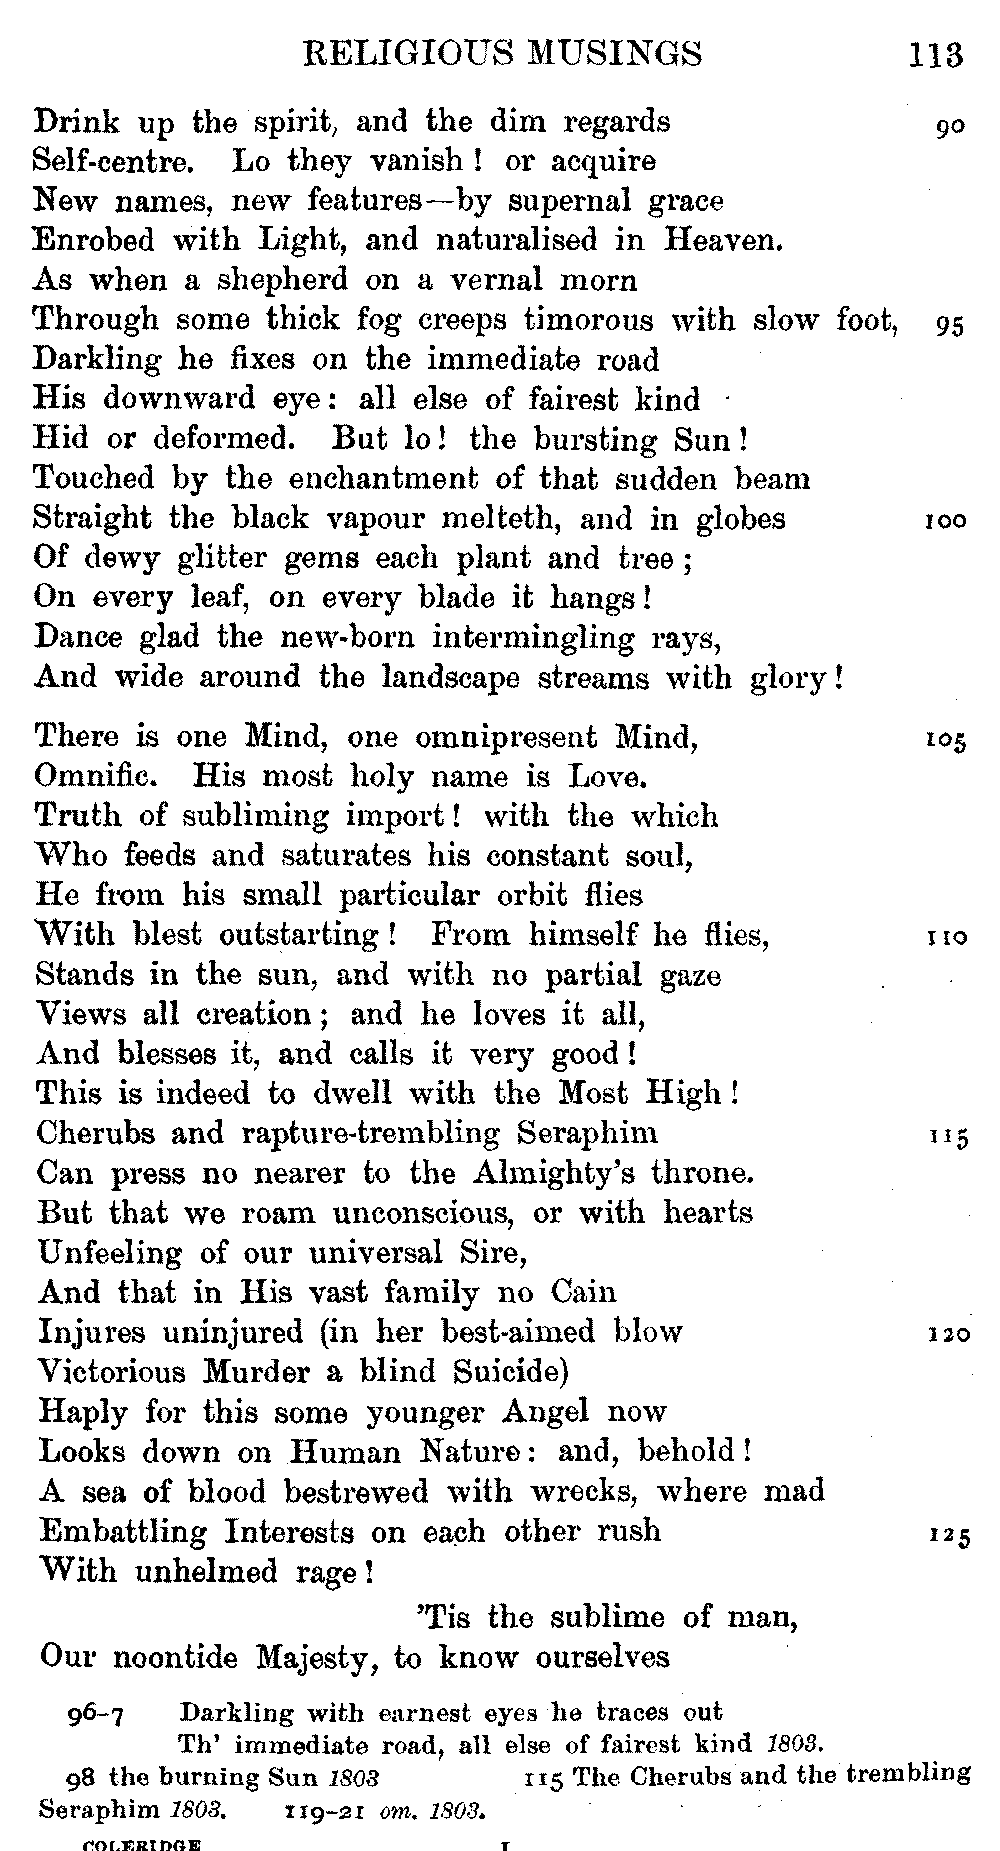 RELIGIOUS MUSINGS 113
Drink up the spirit, and the dim regards 90
Self-centre. Lo they vanish ! or acquire
New names, new features—by supernal grace
Enrobed with Light, and naturalised in Heaven.
As when a shepherd on a vernal morn
Through some thick fog creeps timorous with slow foot, 95
Darkling he fixes on the immediate road
His downward eye : all else of fairest kind
Hid or deformed. But lo ! the bursting Sun !
Touched by the enchantment of that sudden beam
Straight the black vapour melteth, and in globes 100
Of dewy glitter gems each plant and tree ;
On every leaf, on every blade it hangs !
Dance glad the new-born intermingling rays,
And wide around the landscape streams with glory !
There is one Mind, one omnipresent Mind, 105
Omnific. His most holy name is Love.
Truth of subliming import ! with the which
Who feeds and saturates his constant soul,
He from his small particular orbit flies
With blest outstarting ! From himself he flies, 110
Stands in the sun, and with no partial gaze
Views all creation ; and he loves it all,
And blesses it, and calls it very good !
This is indeed to dwell with the Most High !
Cherubs and rapture-trembling Seraphim 115
Can press no nearer to the Almighty's throne.
But that we roam unconscious, or with hearts
Unfeeling of our universal Sire,
And that in His vast family no Cain
Injures uninjured (in her best-aimed blow 120
Victorious Murder a blind Suicide)
Haply for this some younger Angel now
Looks down on Human Nature : and, behold !
A sea of blood bestrewed with wrecks, where mad
Embattling Interests on each other rush 125
With unhelmed rage !
'Tis the sublime of man,
Our noontide Majesty, to know ourselves
96-7 Darkling with earnest eyes he traces out
Th' immediate road, all else of fairest kind 1803.
98 the burning Sun 1803 115 The Cherubs and the trembling
Seraphim 1803. 119-21 om. 1803.
COLERIDGE I